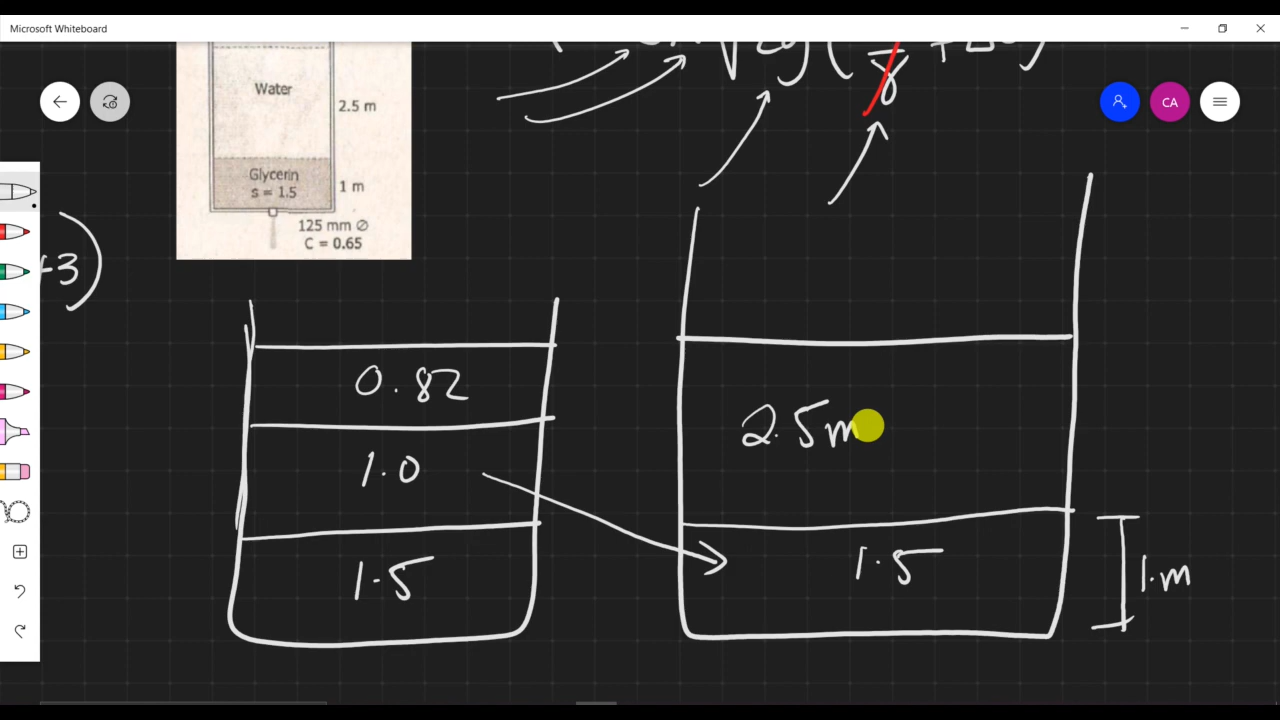 Microsoft Whiteboard
Water
2.5 m
Glycerin
s = 1.5
1 m
125 mm ∅
C = 0.65
CA
+3)
γ
0.82
1.0
1.5
2.5m
1.5
1.m